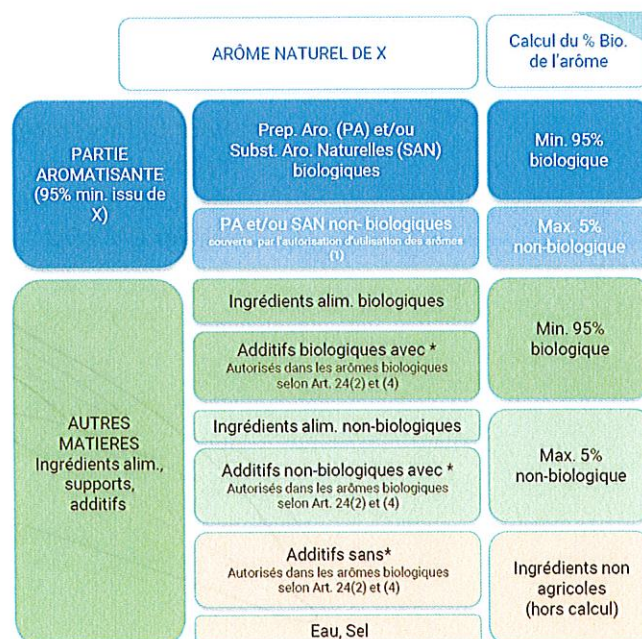 ARÔME NATUREL DE X
Calcul du % Bio.
de l'arôme
PARTIE
AROMATISANTE
(95% min. issu de
X)
Prep. Aro. (PA) et/ou
Subst. Aro. Naturelles (SAN)
biologiques
Min. 95%
biologique
PA et/ou SAN non- biologiques
couverts par l'autorisation d'utilisation des arômes
(1)
Max. 5%
non-biologique
AUTRES
MATIERES
Ingrédients alim.,
supports,
additifs
Ingrédients alim. biologiques
Additifs biologiques avec *
Autorisés dans les arômes biologiques
selon Art. 24(2) et (4)
Min. 95%
biologique
Ingrédients alim. non-biologiques
Additifs non-biologiques avec *
Autorisés dans les arômes biologiques
selon Art. 24(2) et (4)
Max. 5%
non-biologique
Additifs sans*
Autorisés dans les arômes biologiques
selon Art. 24(2) et (4)
Eau, Sel
Ingrédients non
agricoles
(hors calcul)